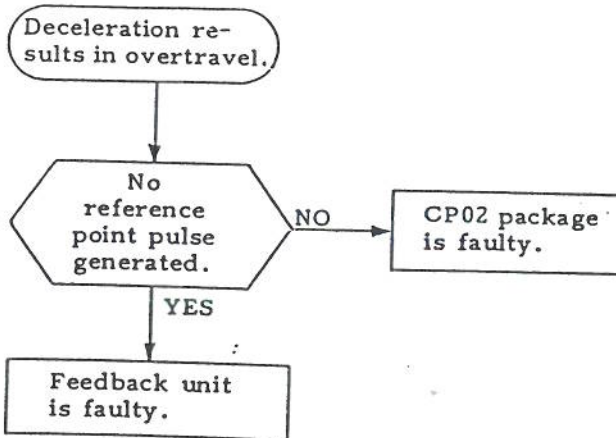 Deceleration re-
sults in overtravel.
No
reference
point pulse
generated.
NO
CP02 package
is faulty.
YES
Feedback unit
is faulty.